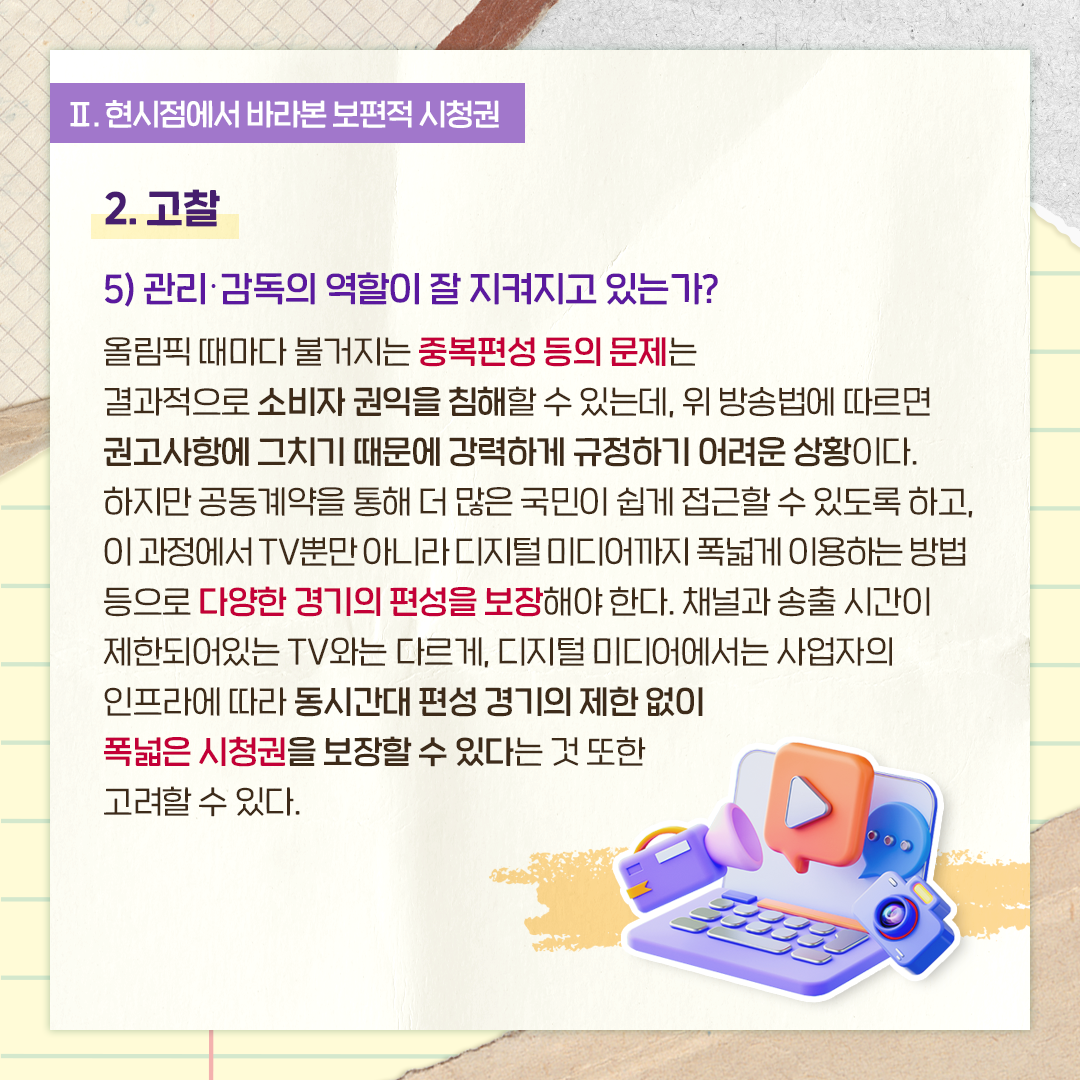 Ⅱ. 현시점에서 바라본 보편적 시청권
2. 고찰
5) 관리·감독의 역할이 잘 지켜지고 있는가?
올림픽 때마다 불거지는 중복편성 등의 문제는
결과적으로 소비자 권익을 침해할 수 있는데, 위 방송법에 따르면
권고사항에 그치기 때문에 강력하게 규정하기 어려운 상황이다.
하지만 공동계약을 통해 더 많은 국민이 쉽게 접근할 수 있도록 하고,
이 과정에서 TV뿐만 아니라 디지털 미디어까지 폭넓게 이용하는 방법
등으로 다양한 경기의 편성을 보장해야 한다. 채널과 송출 시간이
제한되어있는 TV와는 다르게, 디지털 미디어에서는 사업자의
인프라에 따라 동시간대 편성 경기의 제한 없이
폭넓은 시청권을 보장할 수 있다는 것 또한
고려할 수 있다.